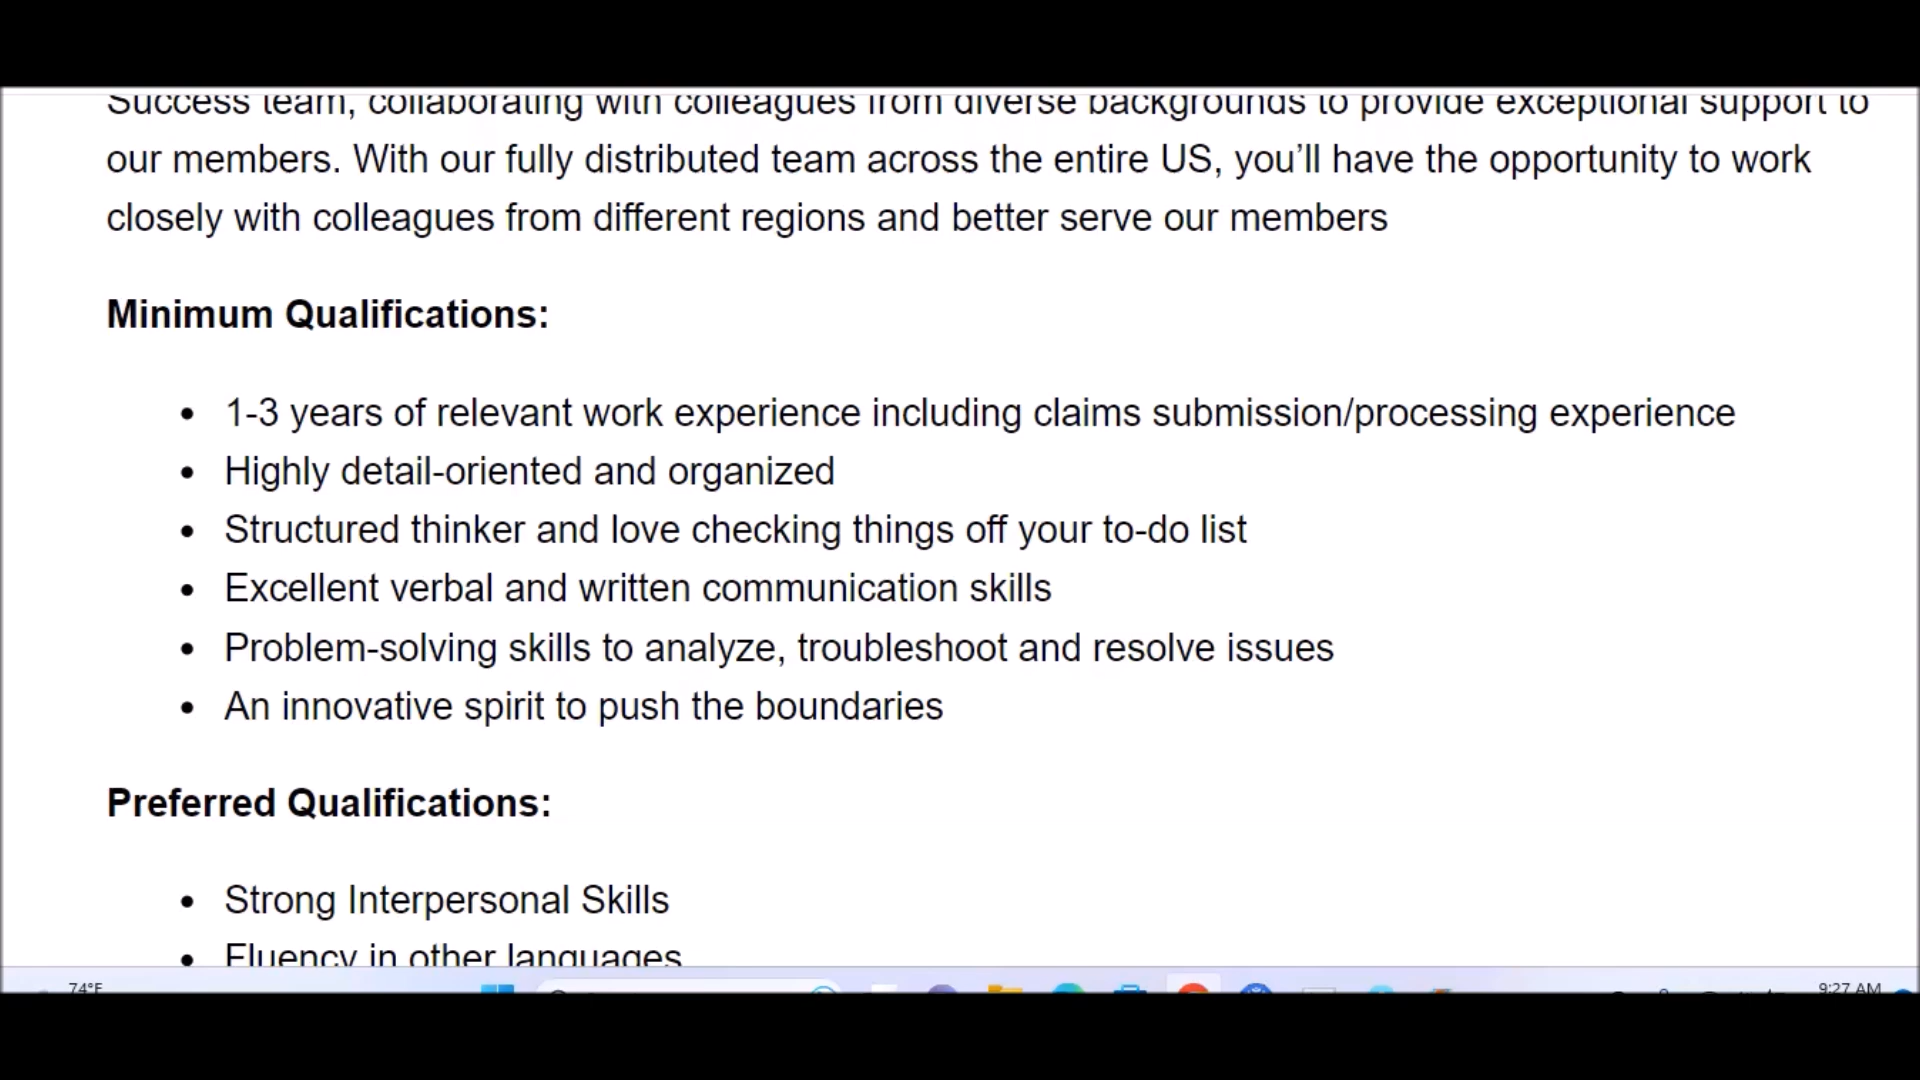 Success team, collaborating with colleagues from diverse backgrounds to provide exceptional support to
our members. With our fully distributed team across the entire US, you’ll have the opportunity to work
closely with colleagues from different regions and better serve our members
Minimum Qualifications:
• 1-3 years of relevant work experience including claims submission/processing experience
• Highly detail-oriented and organized
• Structured thinker and love checking things off your to-do list
• Excellent verbal and written communication skills
• Problem-solving skills to analyze, troubleshoot and resolve issues
• An innovative spirit to push the boundaries
Preferred Qualifications:
• Strong Interpersonal Skills
• Fluency in other languages
74°F
9:27 AM